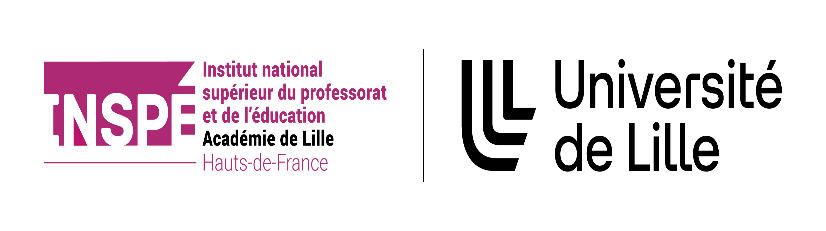 INSPÉ
Institut national
supérieur du professorat
et de l'éducation
Académie de Lille
Hauts-de-France
Université
de Lille